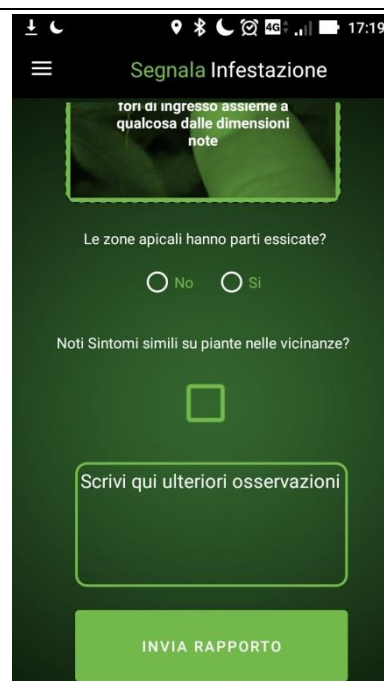 4G 17:19
Segnala Infestazione
fori di ingresso assieme a
qualcosa dalle dimensioni
note
Le zone apicali hanno parti essicate?
No Si
Noti Sintomi simili su piante nelle vicinanze?
Scrivi qui ulteriori osservazioni
INVIA RAPPORTO